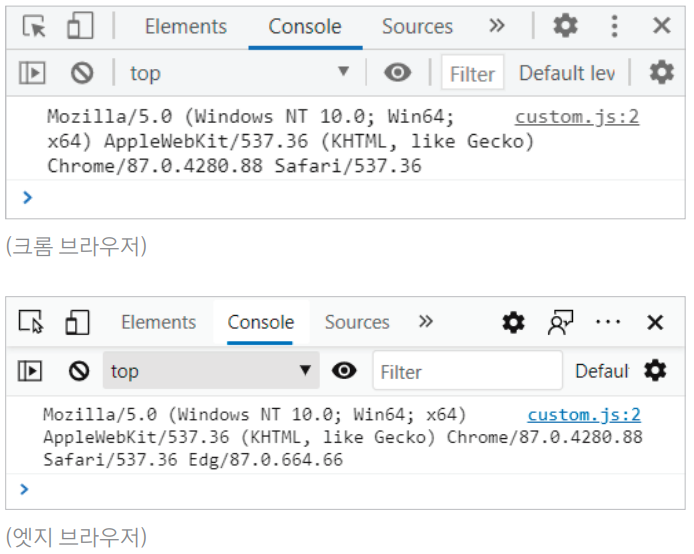 Elements Console Sources »
top ▼ Filter Default lev
Mozilla/5.0 (Windows NT 10.0; Win64; custom.js:2
x64) AppleWebKit/537.36 (KHTML, like Gecko)
Chrome/87.0.4280.88 Safari/537.36
>
(크롬 브라우저)
Elements Console Sources »
top ▼ Filter Defaul
Mozilla/5.0 (Windows NT 10.0; Win64; x64) custom.js:2
AppleWebKit/537.36 (KHTML, like Gecko) Chrome/87.0.4280.88
Safari/537.36 Edg/87.0.664.66
>
(엣지 브라우저)